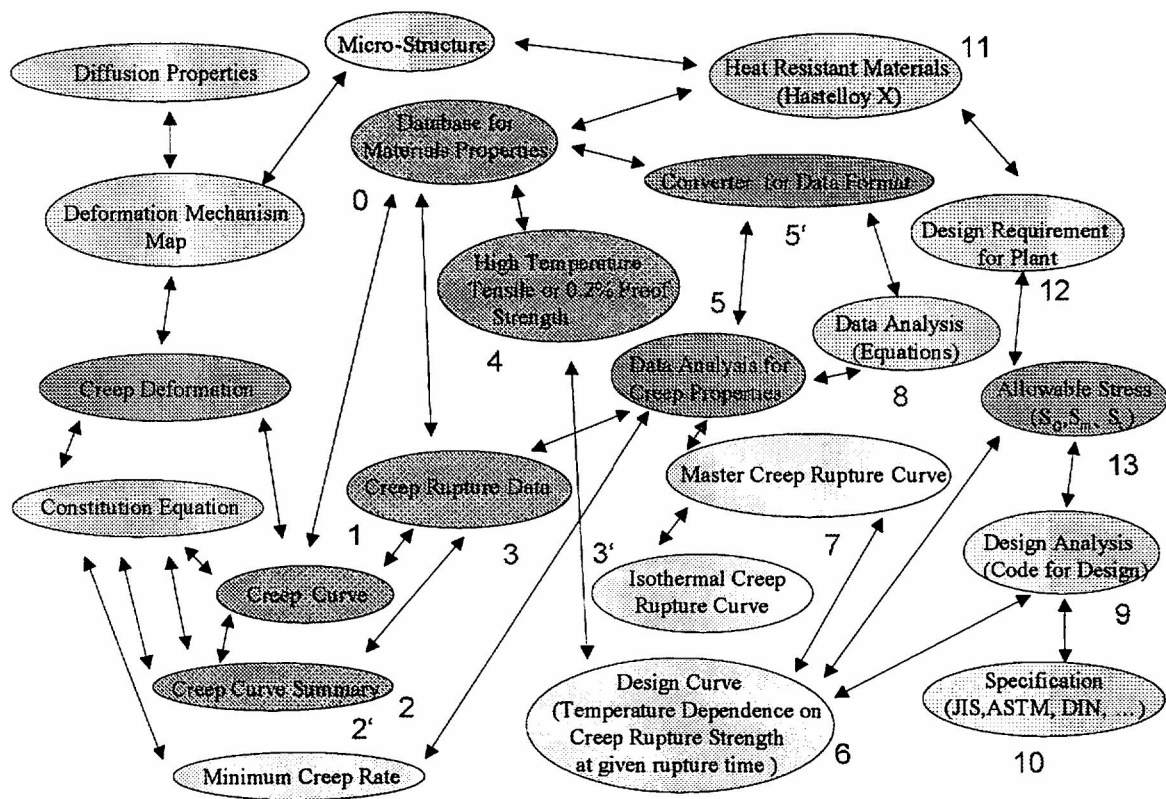 Micro-Structure
11
Diffusion Properties
Heat Resistant Materials
(Hastelloy X)
Database for
Materials Properties
0
Converter for Data Format
5'
Deformation Mechanism
Map
Design Requirement
for Plant
12
High Temperature
Tensile or 0.2% Proof
Strength
4
5
Data Analysis
(Equations)
8
Creep Deformation
Data Analysis for
Creep Properties
Allowable Stress
(So,Sm, St)
13
Constitution Equation
Creep Rupture Data
1
3
Master Creep Rupture Curve
7
3'
Isothermal Creep
Rupture Curve
Design Analysis
(Code for Design)
9
Creep Curve
Creep Curve Summary
2
2'
Design Curve
(Temperature Dependence on
Creep Rupture Strength
at given rupture time )
6
Specification
(JIS,ASTM, DIN, ....)
10
Minimum Creep Rate